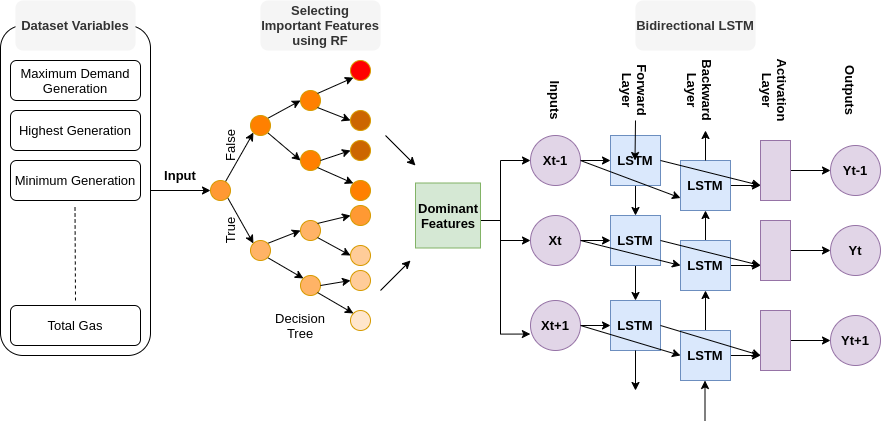 Dataset Variables
Maximum Demand
Generation
Highest Generation
Minimum Generation
Total Gas
Input
Selecting
Important Features
using RF
False
True
Decision
Tree
Dominant
Features
Bidirectional LSTM
Inputs
Forward
Layer
Backward
Layer
Activation
Layer
Outputs
Xt-1
LSTM
LSTM
Yt-1
Xt
LSTM
LSTM
Yt
Xt+1
LSTM
LSTM
Yt+1